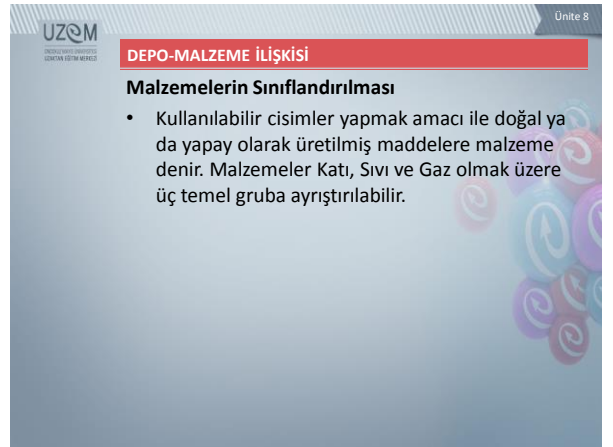 Ünite 8
UZEM
ONDOKUZ MAYIS ÜNİVERSİTESİ
UZAKTAN EĞİTİM MERKEZİ
DEPO-MALZEME İLİŞKİSİ
Malzemelerin Sınıflandırılması
• Kullanılabilir cisimler yapmak amacı ile doğal ya
da yapay olarak üretilmiş maddelere malzeme
denir. Malzemeler Katı, Sıvı ve Gaz olmak üzere
üç temel gruba ayrıştırılabilir.